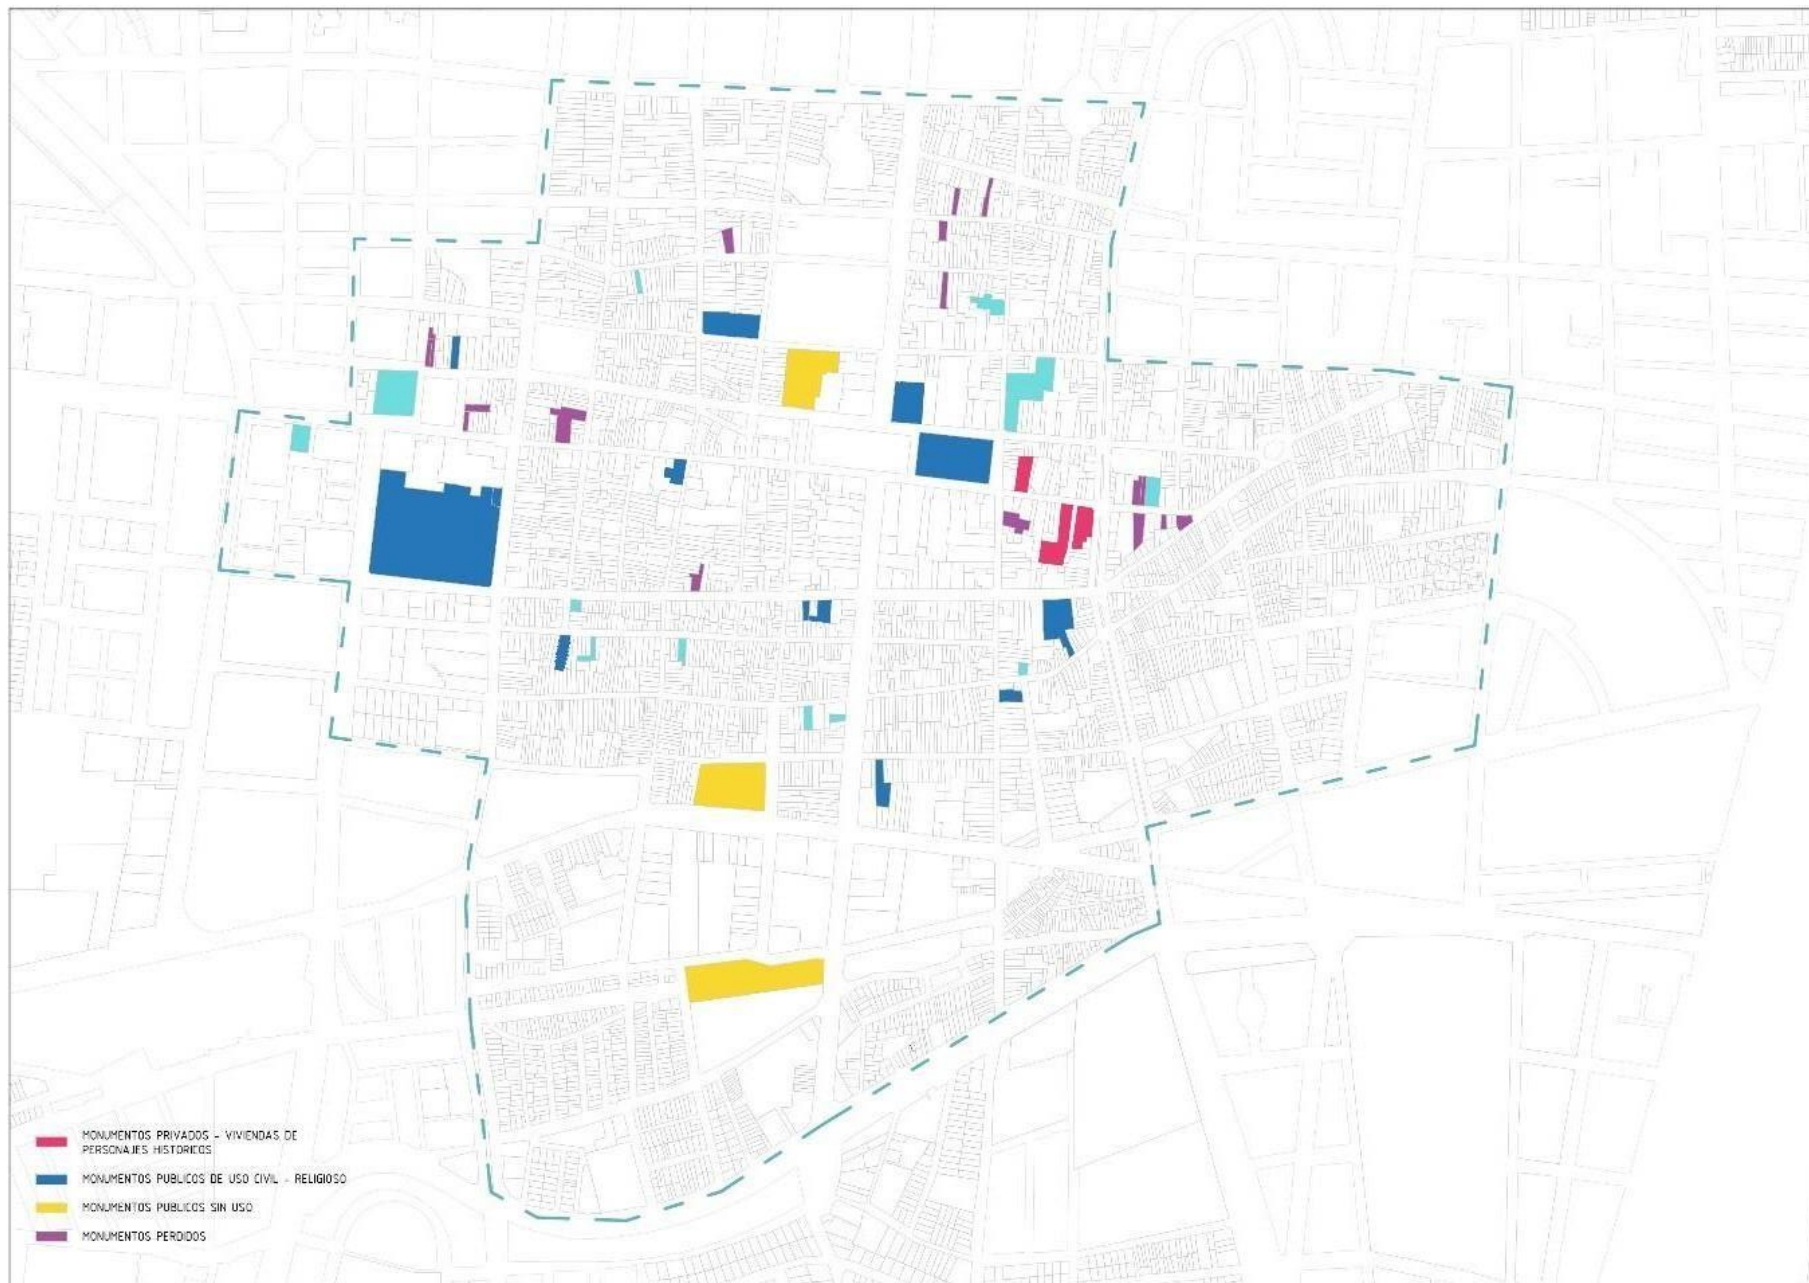 MONUMENTOS PRIVADOS - VIVIENDAS DE
PERSONAJES HISTORICOS
MONUMENTOS PUBLICOS DE USO CIVIL - RELIGIOSO
MONUMENTOS PUBLICOS SIN USO
MONUMENTOS PERDIDOS